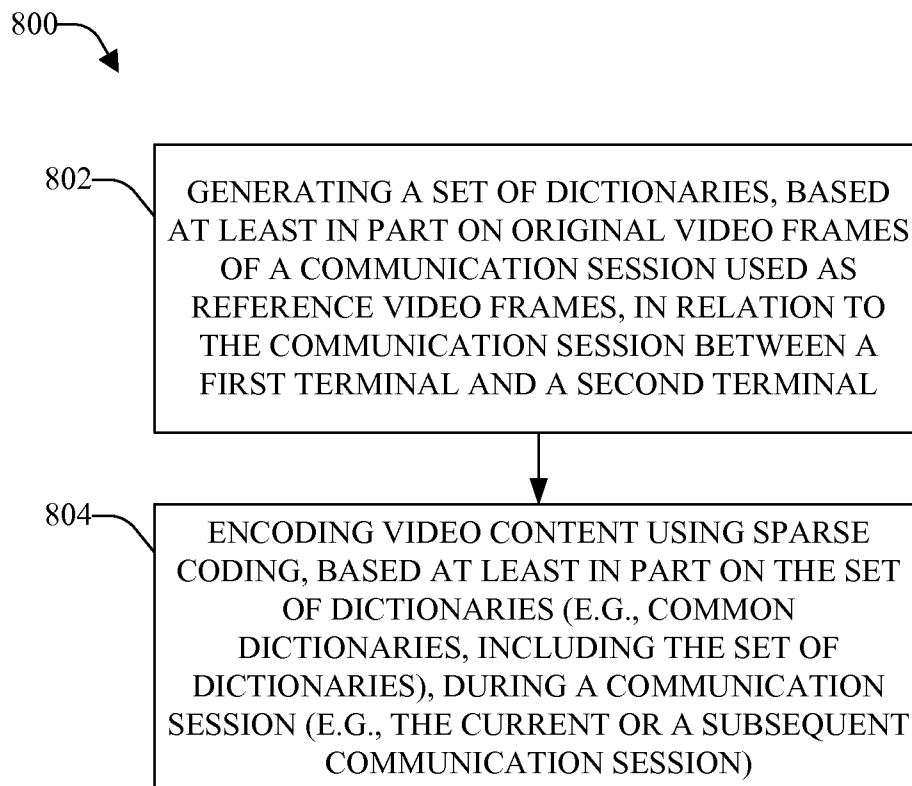 800
802
GENERATING A SET OF DICTIONARIES, BASED
AT LEAST IN PART ON ORIGINAL VIDEO FRAMES
OF A COMMUNICATION SESSION USED AS
REFERENCE VIDEO FRAMES, IN RELATION TO
THE COMMUNICATION SESSION BETWEEN A
FIRST TERMINAL AND A SECOND TERMINAL
804
ENCODING VIDEO CONTENT USING SPARSE
CODING, BASED AT LEAST IN PART ON THE SET
OF DICTIONARIES (E.G., COMMON
DICTIONARIES, INCLUDING THE SET OF
DICTIONARIES), DURING A COMMUNICATION
SESSION (E.G., THE CURRENT OR A SUBSEQUENT
COMMUNICATION SESSION)